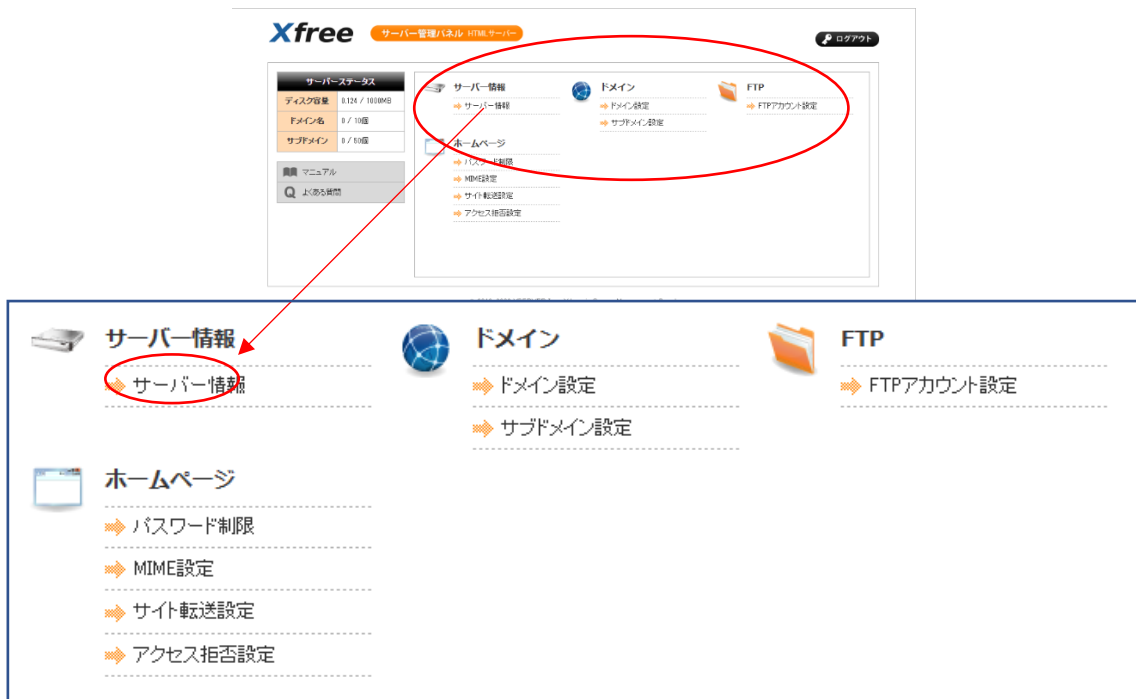 Xfree サーバー管理パネル HTMLサーバー
ログアウト
サーバーステータス
ディスク容量 0.124 / 1000MB
ドメイン名 0 / 10個
サブドメイン 0 / 60個
マニュアル
よくある質問
サーバー情報
サーバー情報
ドメイン
ドメイン設定
サブドメイン設定
FTP
FTPアカウント設定
ホームページ
パスワード制限
MIME設定
サイト転送設定
アクセス拒否設定
サーバー情報
サーバー情報
ドメイン
ドメイン設定
サブドメイン設定
FTP
FTPアカウント設定
ホームページ
パスワード制限
MIME設定
サイト転送設定
アクセス拒否設定